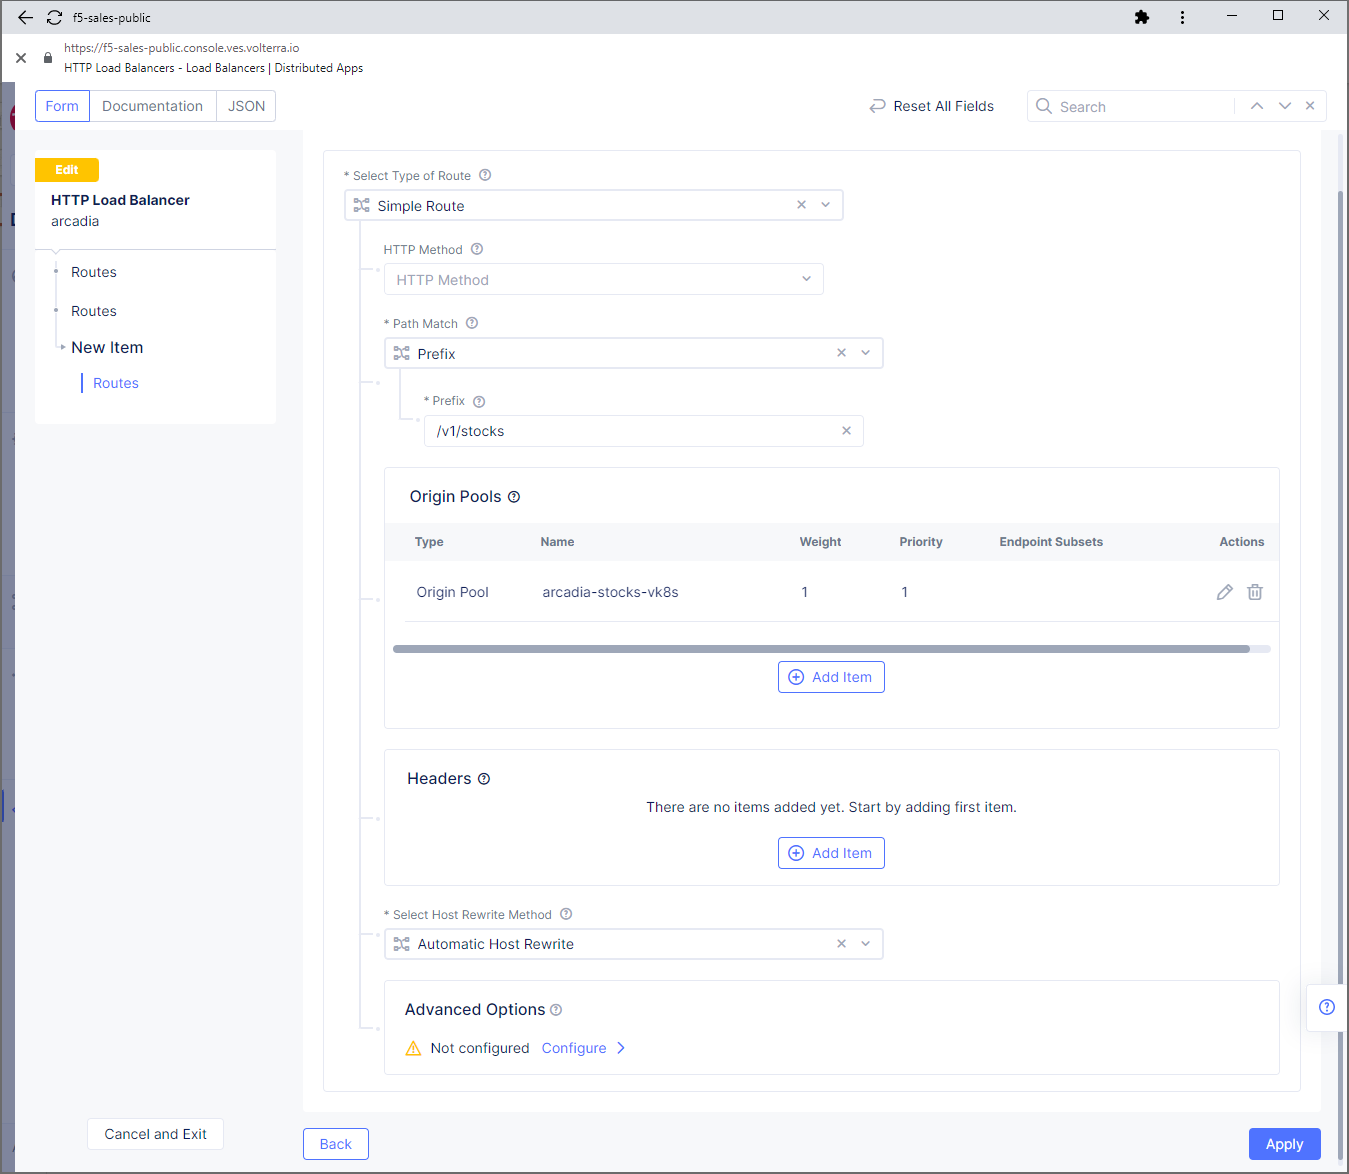 f5-sales-public
https://f5-sales-public.console.ves.volterra.io
HTTP Load Balancers - Load Balancers | Distributed Apps
Form
Documentation
JSON
Reset All Fields
Search
Edit
HTTP Load Balancer
arcadia
Routes
Routes
New Item
Routes
* Select Type of Route
Simple Route
HTTP Method
HTTP Method
* Path Match
Prefix
* Prefix
/v1/stocks
Origin Pools
Type Name Weight Priority Endpoint Subsets Actions
Origin Pool arcadia-stocks-vk8s 1 1
Add Item
Headers
There are no items added yet. Start by adding first item.
Add Item
* Select Host Rewrite Method
Automatic Host Rewrite
Advanced Options
Not configured Configure
Cancel and Exit
Back
Apply